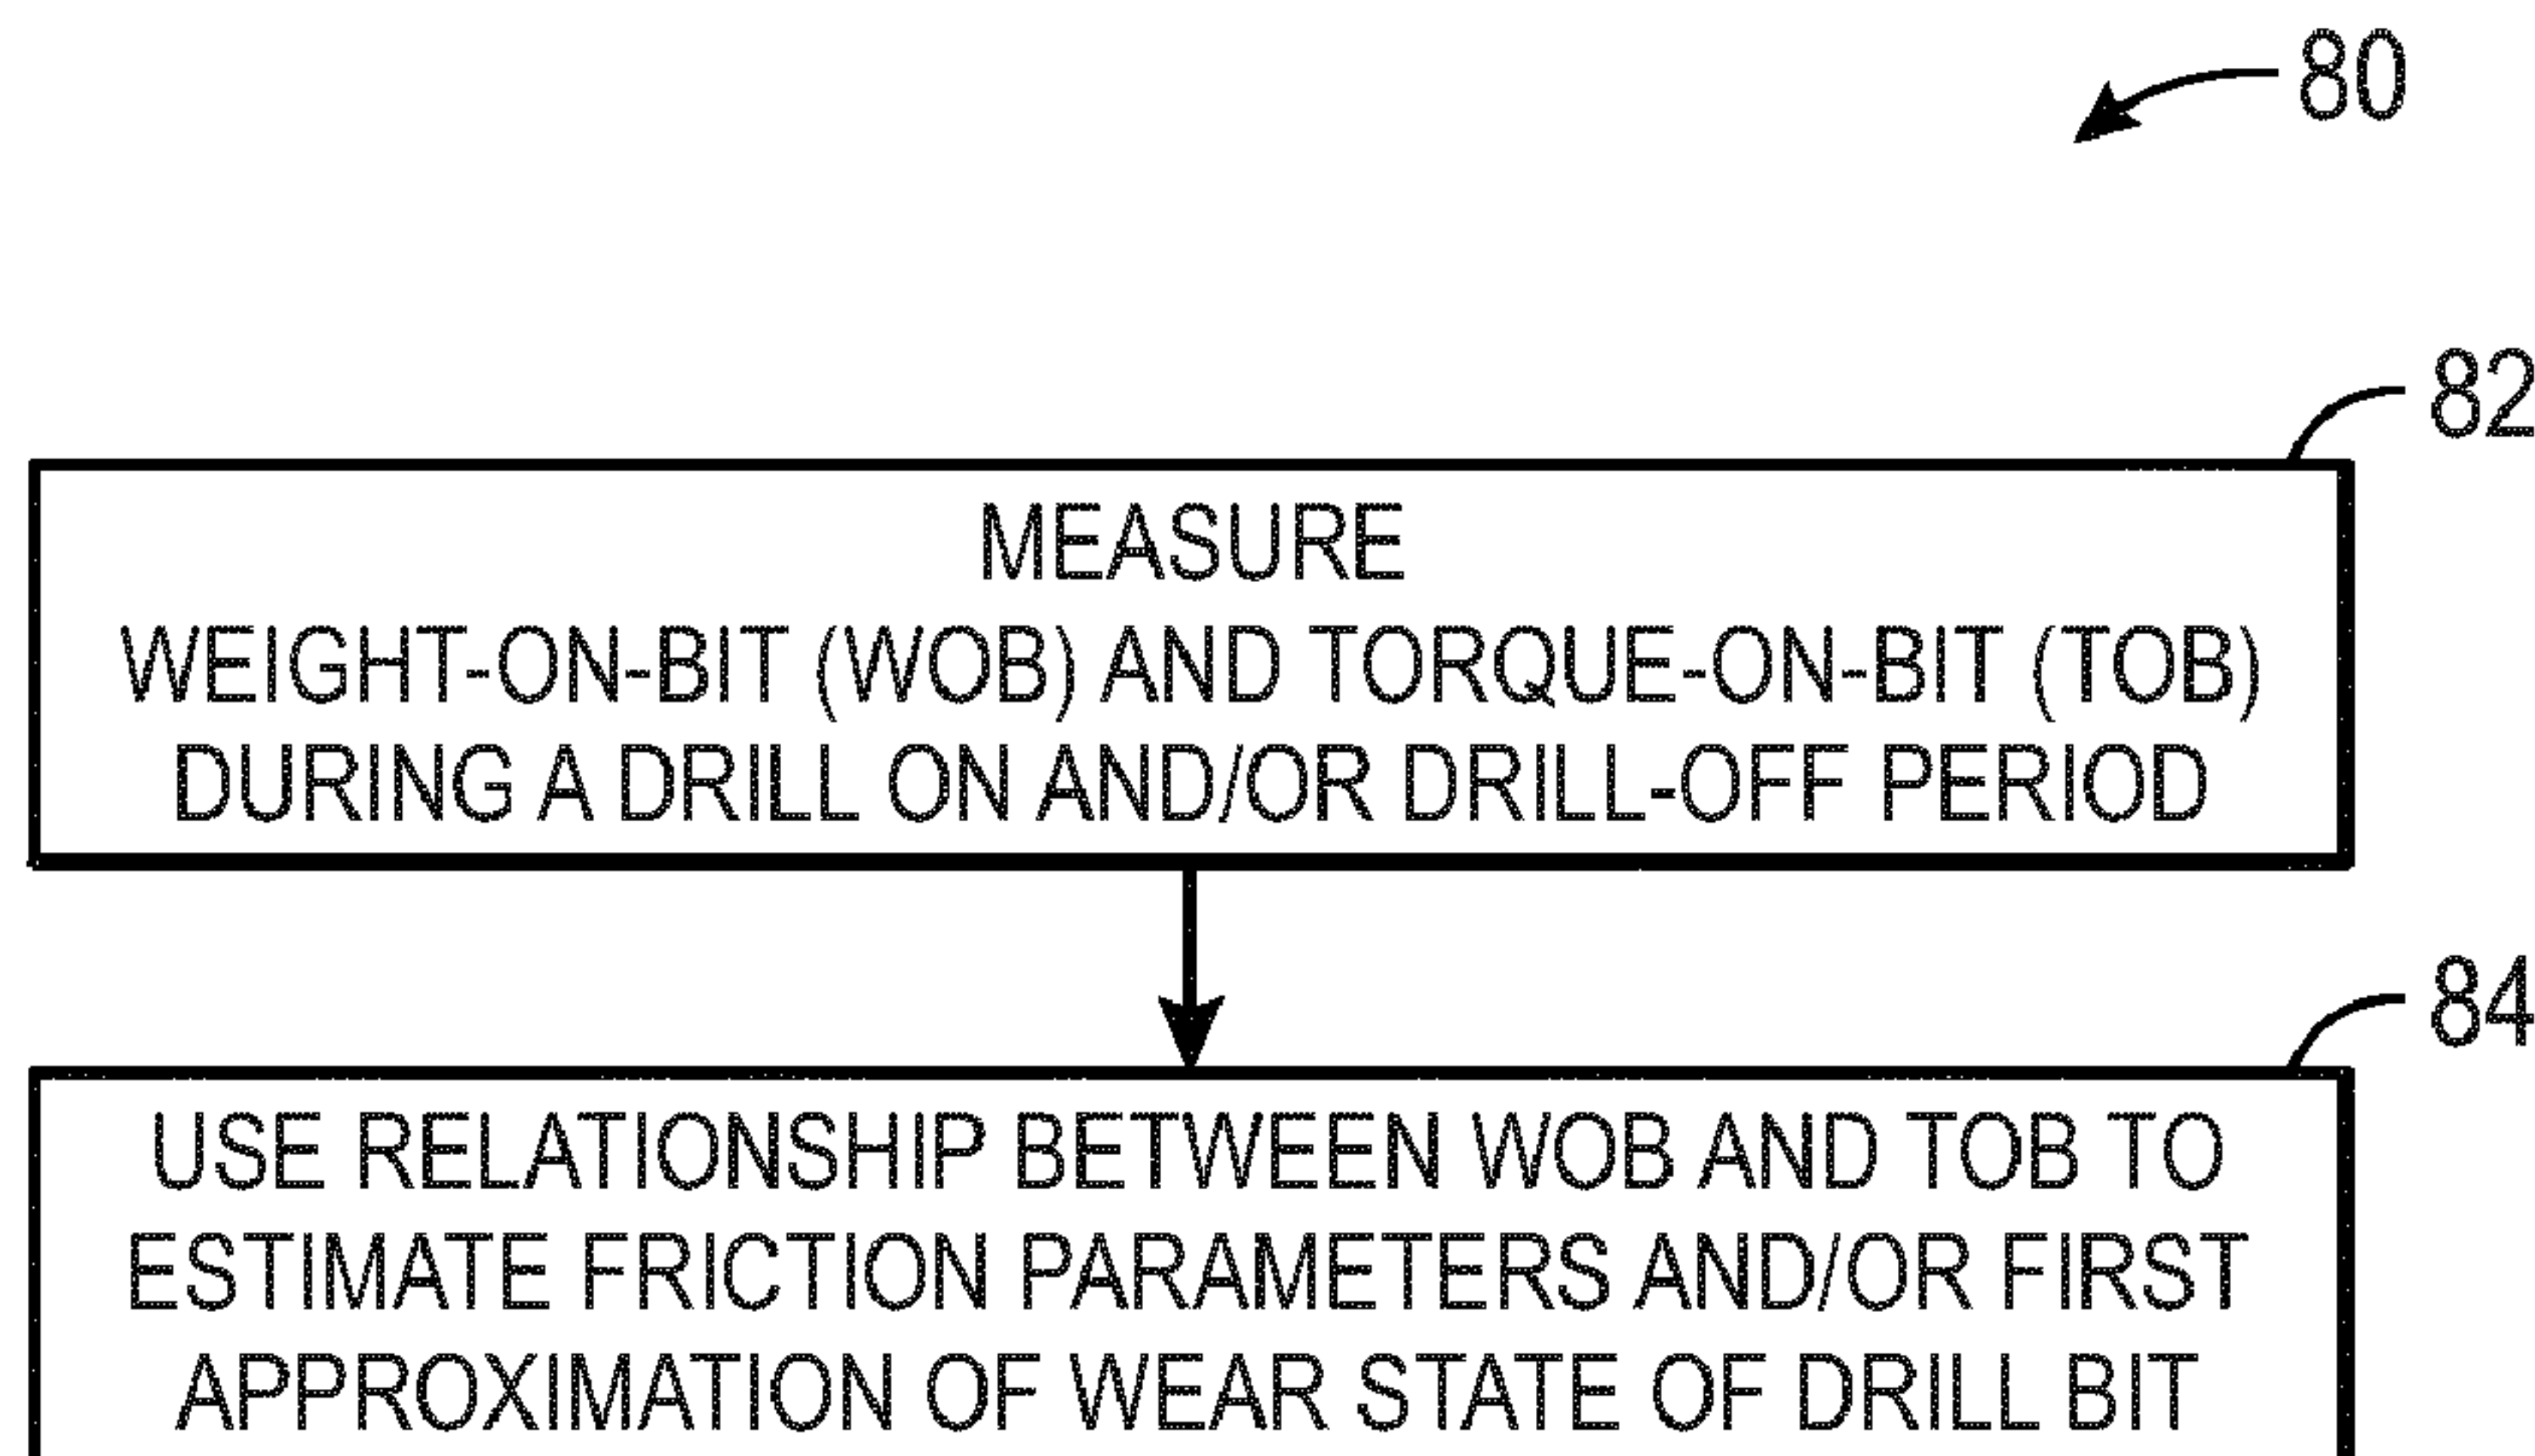 80
82
MEASURE
WEIGHT-ON-BIT (WOB) AND TORQUE-ON-BIT (TOB)
DURING A DRILL ON AND/OR DRILL-OFF PERIOD
84
USE RELATIONSHIP BETWEEN WOB AND TOB TO
ESTIMATE FRICTION PARAMETERS AND/OR FIRST
APPROXIMATION OF WEAR STATE OF DRILL BIT